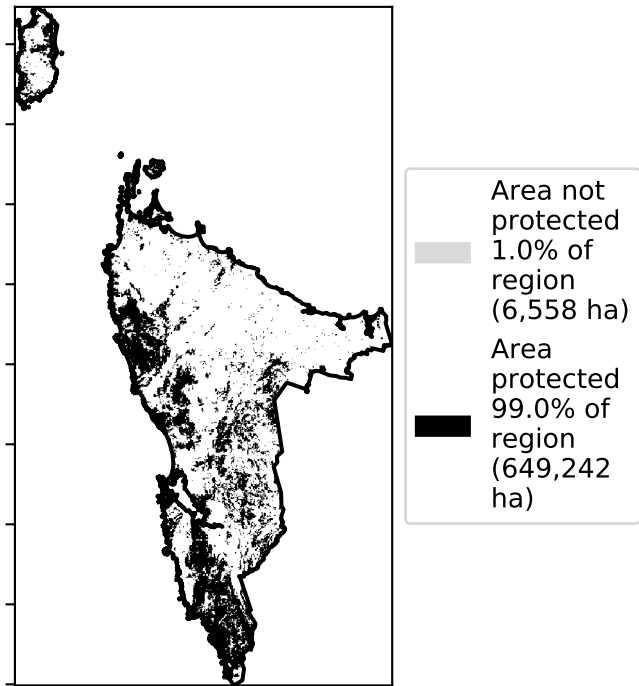 Area not
protected
1.0% of
region
(6,558 ha)
Area
protected
99.0% of
region
(649,242
ha)